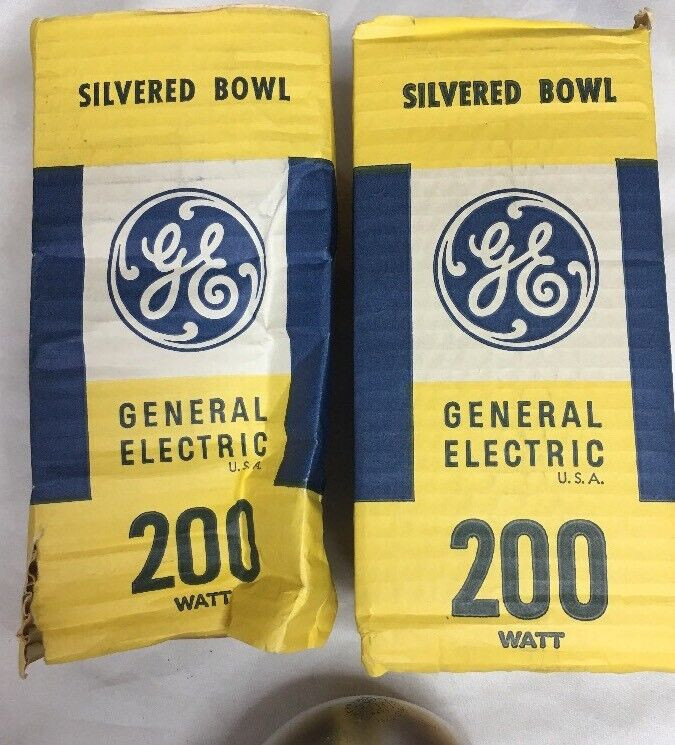 SILVERED BOWL
GE
GENERAL
ELECTRIC
U.S.A.
200
WATT
SILVERED BOWL
GE
GENERAL
ELECTRIC
U.S.A.
200
WATT